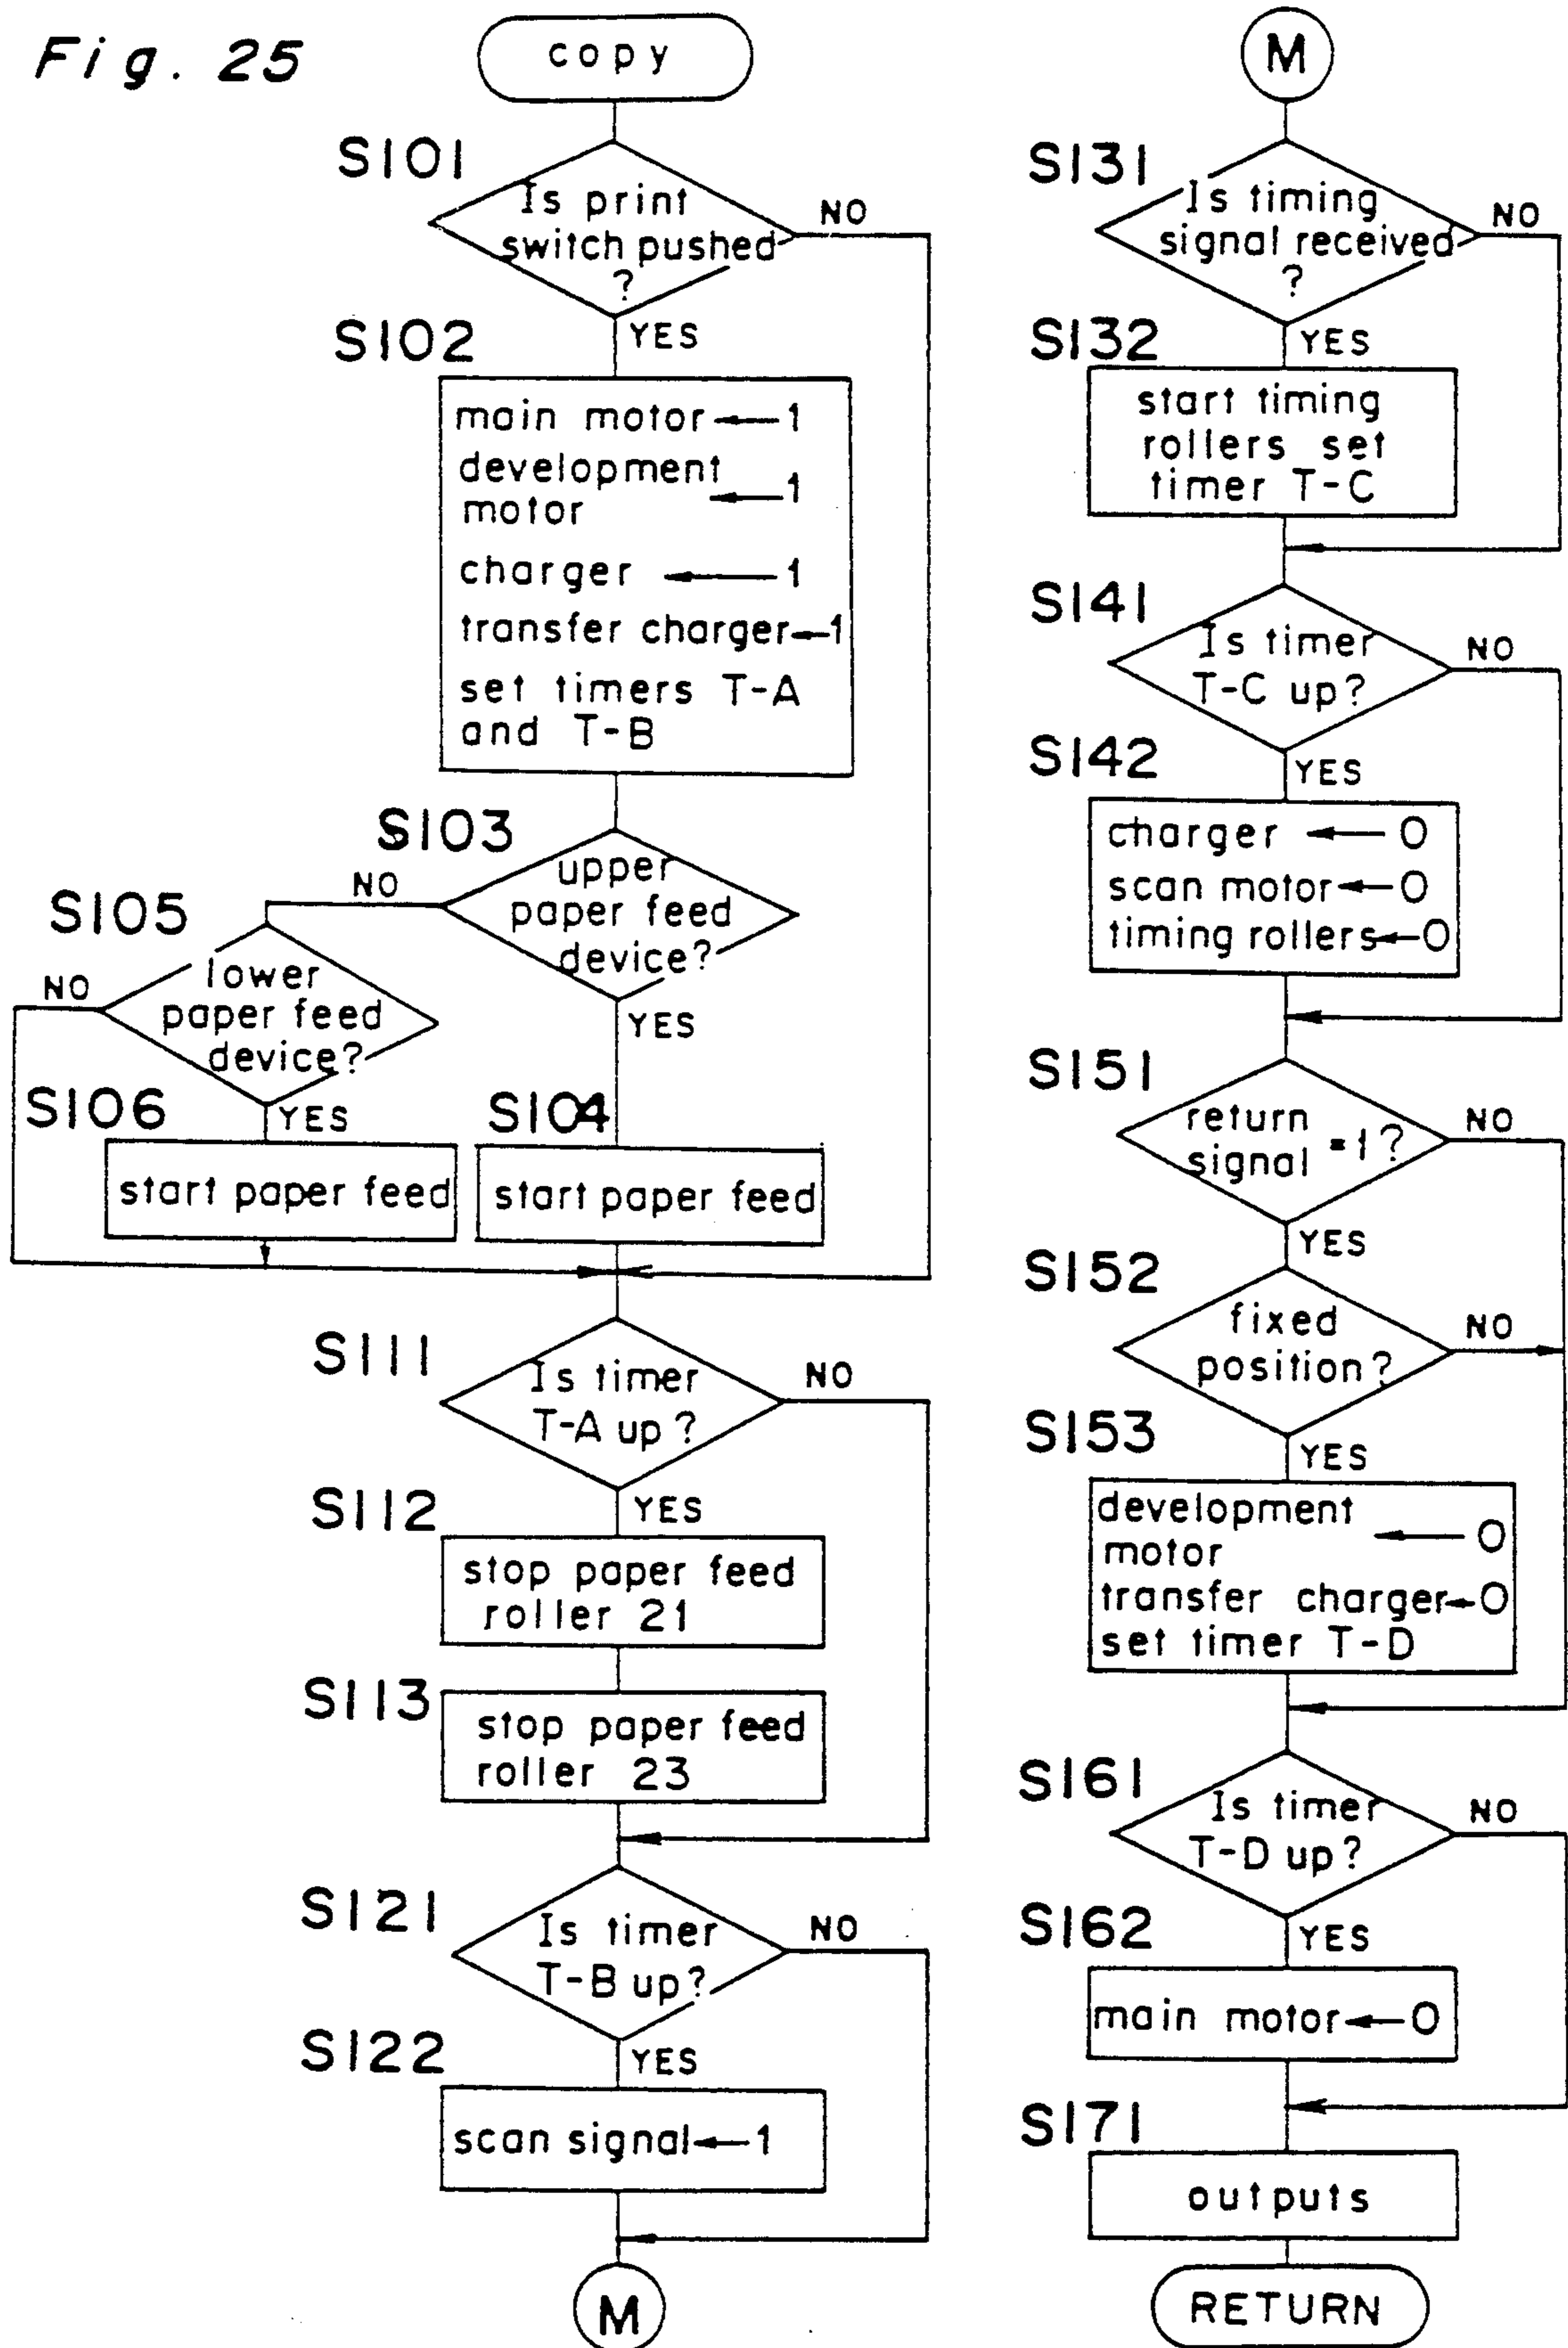 Fig. 25
copy
S101
Is print
switch pushed
?
NO
YES
S102
main motor ← 1
development
motor ← 1
charger ← 1
transfer charger ← 1
set timers T-A
and T-B
S103
upper
paper feed
device?
NO
YES
S105
lower
paper feed
device?
NO
YES
S106
start paper feed
S104
start paper feed
S111
Is timer
T-A up?
NO
YES
S112
stop paper feed
roller 21
S113
stop paper feed
roller 23
S121
Is timer
T-B up?
NO
YES
S122
scan signal ← 1
M
M
S131
Is timing
signal received
?
NO
YES
S132
start timing
rollers set
timer T-C
S141
Is timer
T-C up?
NO
YES
S142
charger ← 0
scan motor ← 0
timing rollers ← 0
S151
return
signal = 1?
NO
YES
S152
fixed
position?
NO
YES
S153
development
motor ← 0
transfer charger ← 0
set timer T-D
S161
Is timer
T-D up?
NO
YES
S162
main motor ← 0
S171
outputs
RETURN